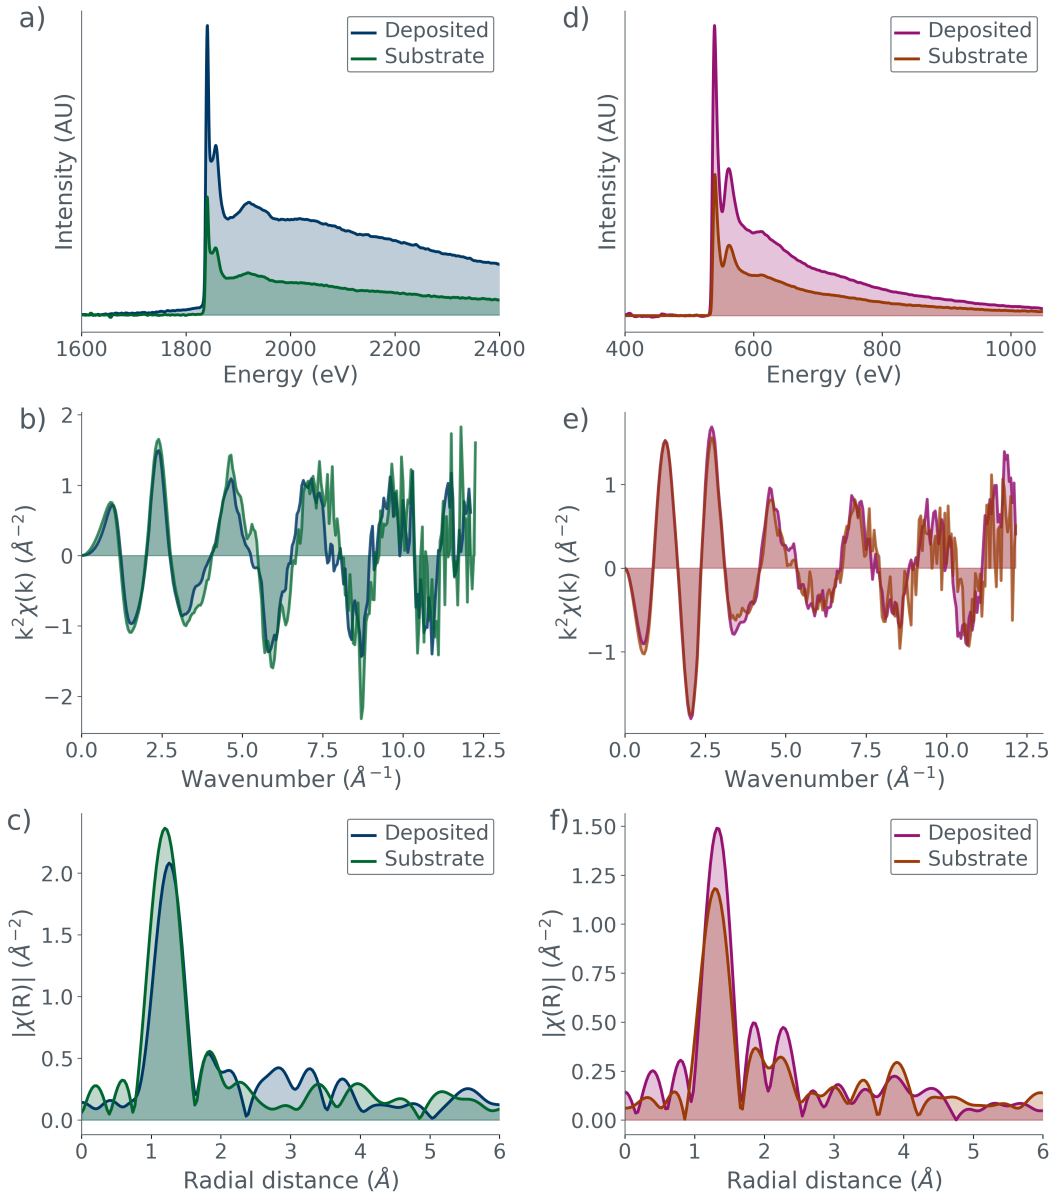 a)
Intensity (AU)
Deposited
Substrate
1600 1800 2000 2200 2400
Energy (eV)
d)
Intensity (AU)
Deposited
Substrate
400 600 800 1000
Energy (eV)
b)
k²χ(k) (Å⁻²)
2
1
0
−1
−2
0.0 2.5 5.0 7.5 10.0 12.5
Wavenumber (Å⁻¹)
e)
k²χ(k) (Å⁻²)
1
0
−1
0.0 2.5 5.0 7.5 10.0 12.5
Wavenumber (Å⁻¹)
c)
|χ(R)| (Å⁻²)
Deposited
Substrate
2.0
1.5
1.0
0.5
0.0
0 1 2 3 4 5 6
Radial distance (Å)
f)
|χ(R)| (Å⁻²)
Deposited
Substrate
1.50
1.25
1.00
0.75
0.50
0.25
0.00
0 1 2 3 4 5 6
Radial distance (Å)